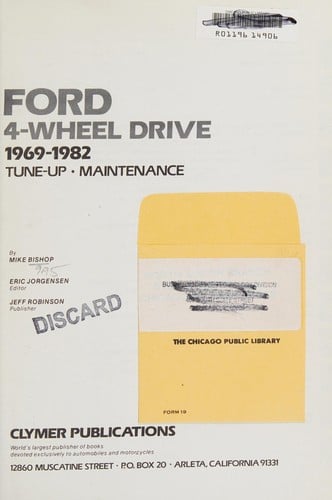 R01196 14906
FORD
4-WHEEL DRIVE
1969-1982
TUNE-UP • MAINTENANCE
By
MIKE BISHOP
ERIC JORGENSEN
Editor
JEFF ROBINSON
Publisher
DISCARD
THE CHICAGO PUBLIC LIBRARY
FORM 19
CLYMER PUBLICATIONS
World's largest publisher of books
devoted exclusively to automobiles and motorcycles
12860 MUSCATINE STREET • P.O. BOX 20 • ARLETA, CALIFORNIA 91331